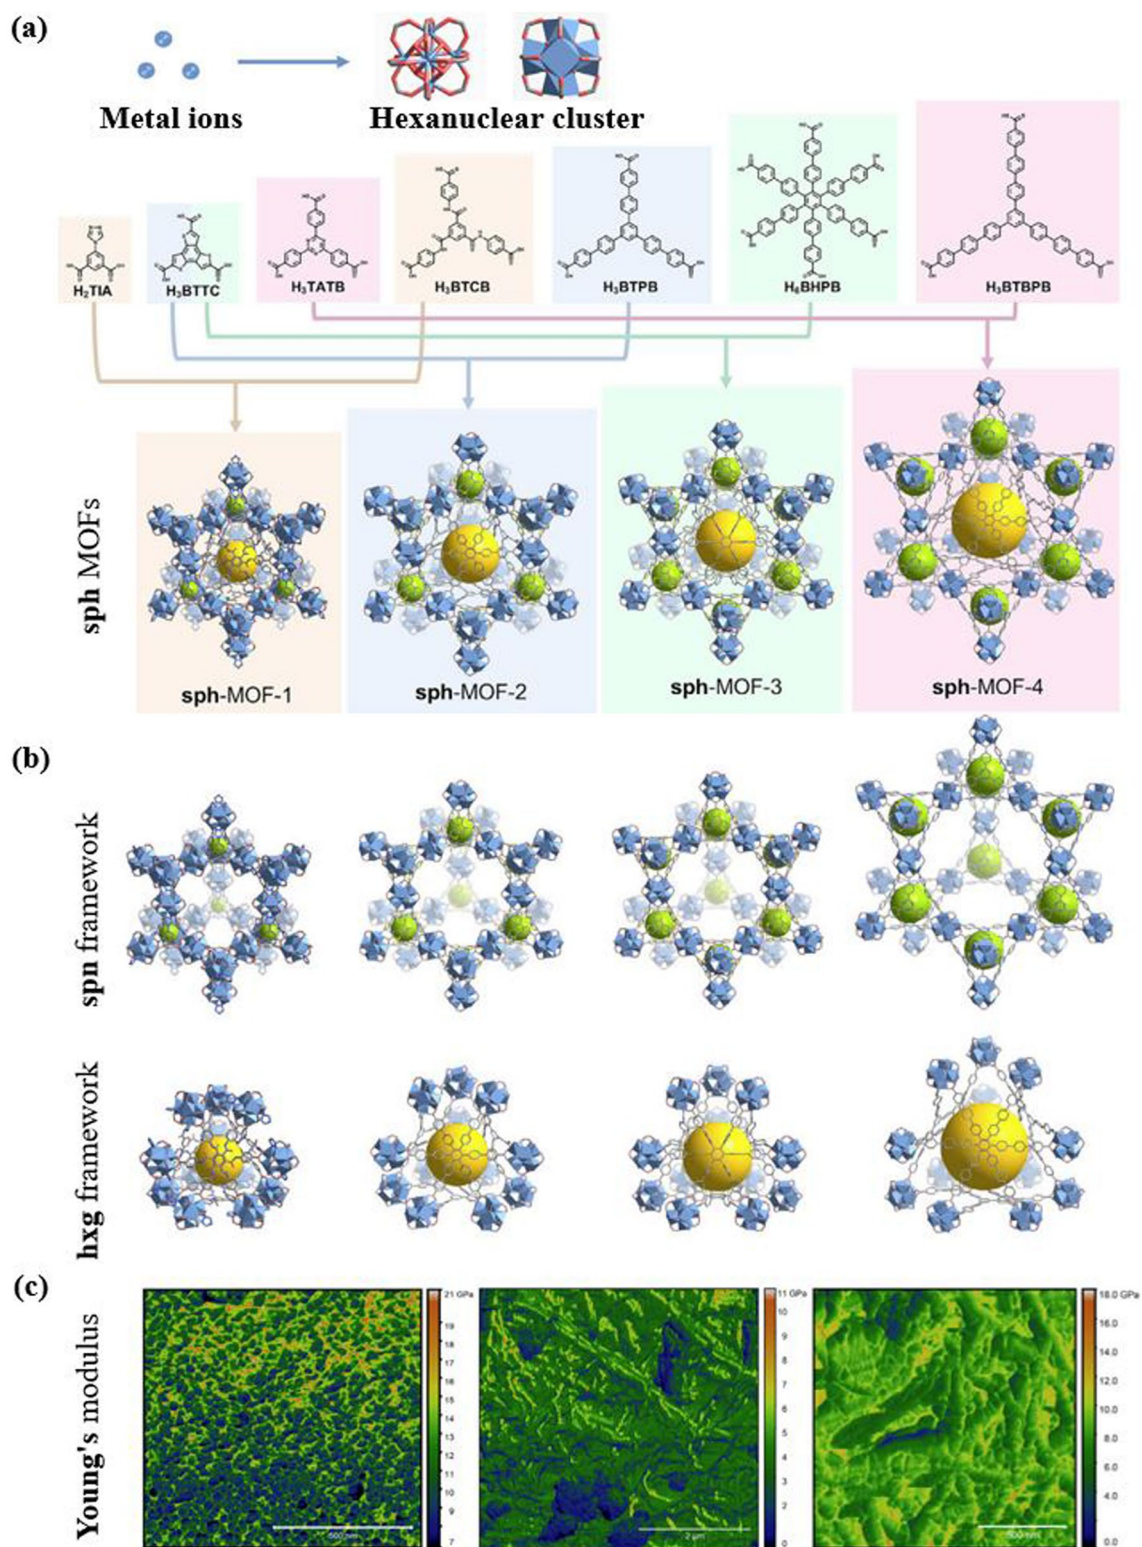 (a)
Metal ions
Hexanuclear cluster
H₂TIA
H₃BTTC
H₃TATB
H₃BTCB
H₃BTPB
H₆BHPB
H₃BTBPB
sph MOFs
sph-MOF-1
sph-MOF-2
sph-MOF-3
sph-MOF-4
(b)
spn framework
hxg framework
(c)
Young's modulus
21 GPa
19
18
17
15
14
13
11
10
9
7
500 nm
11 GPa
10
9
8
7
6
5
4
3
2
1
0
2 µm
18.0 GPa
16.0
14.0
12.0
10.0
8.0
6.0
4.0
0.0
500 nm